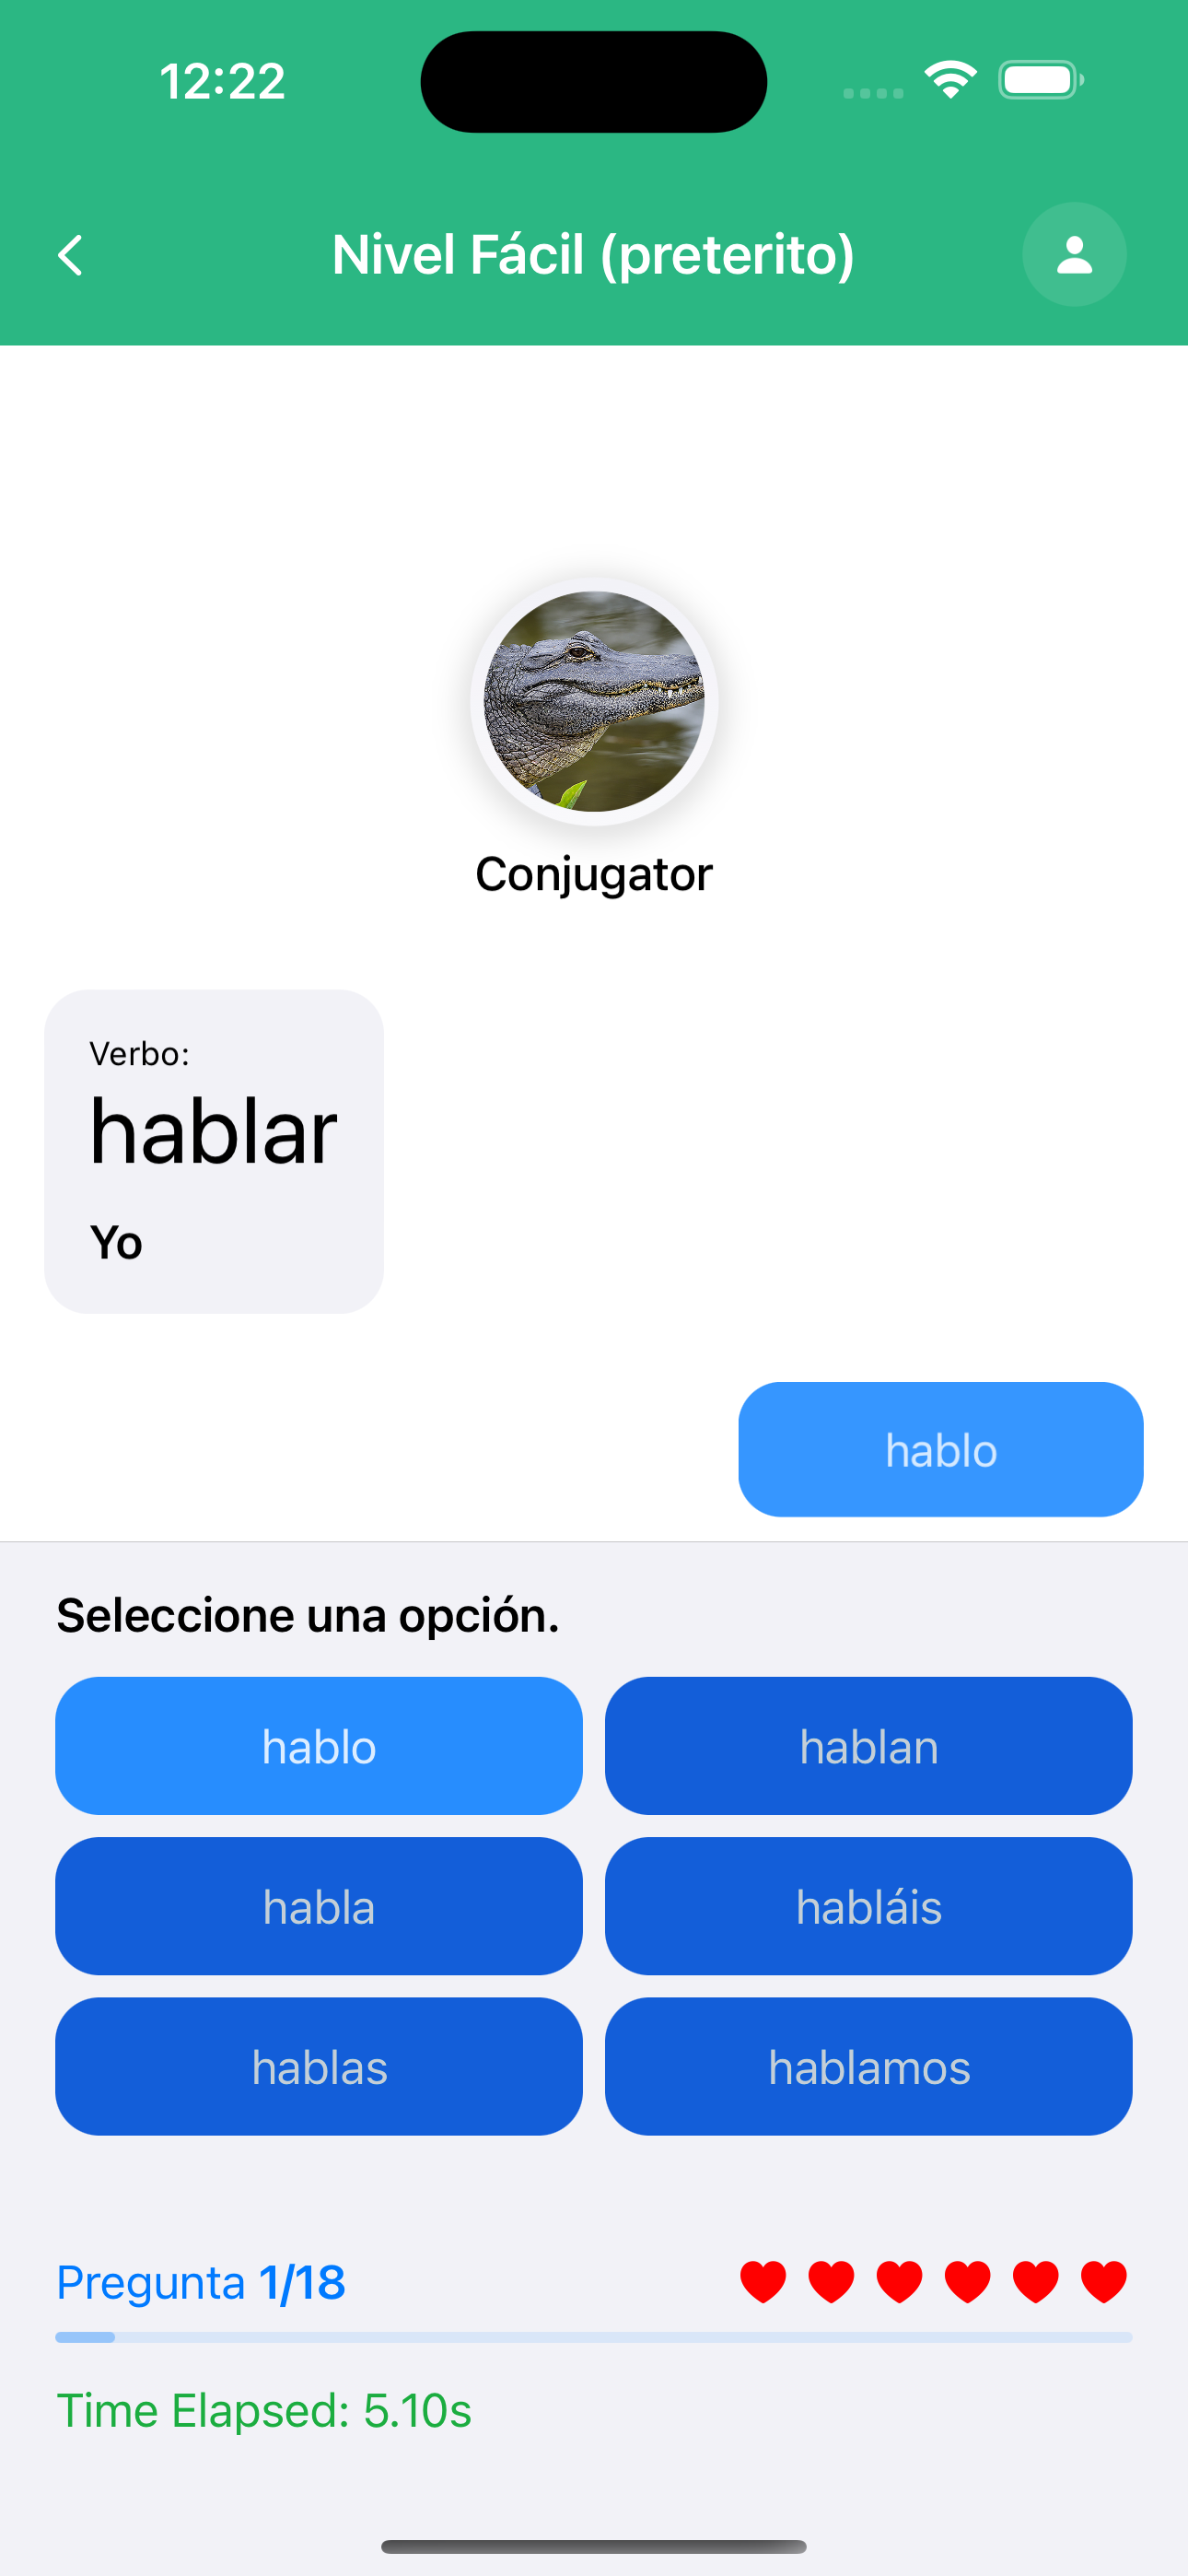 12:22
Nivel Fácil (preterito)
Conjugator
Verbo:
hablar
Yo
hablo
Seleccione una opción.
hablo
hablan
habla
habláis
hablas
hablamos
Pregunta 1/18
Time Elapsed: 5.10s